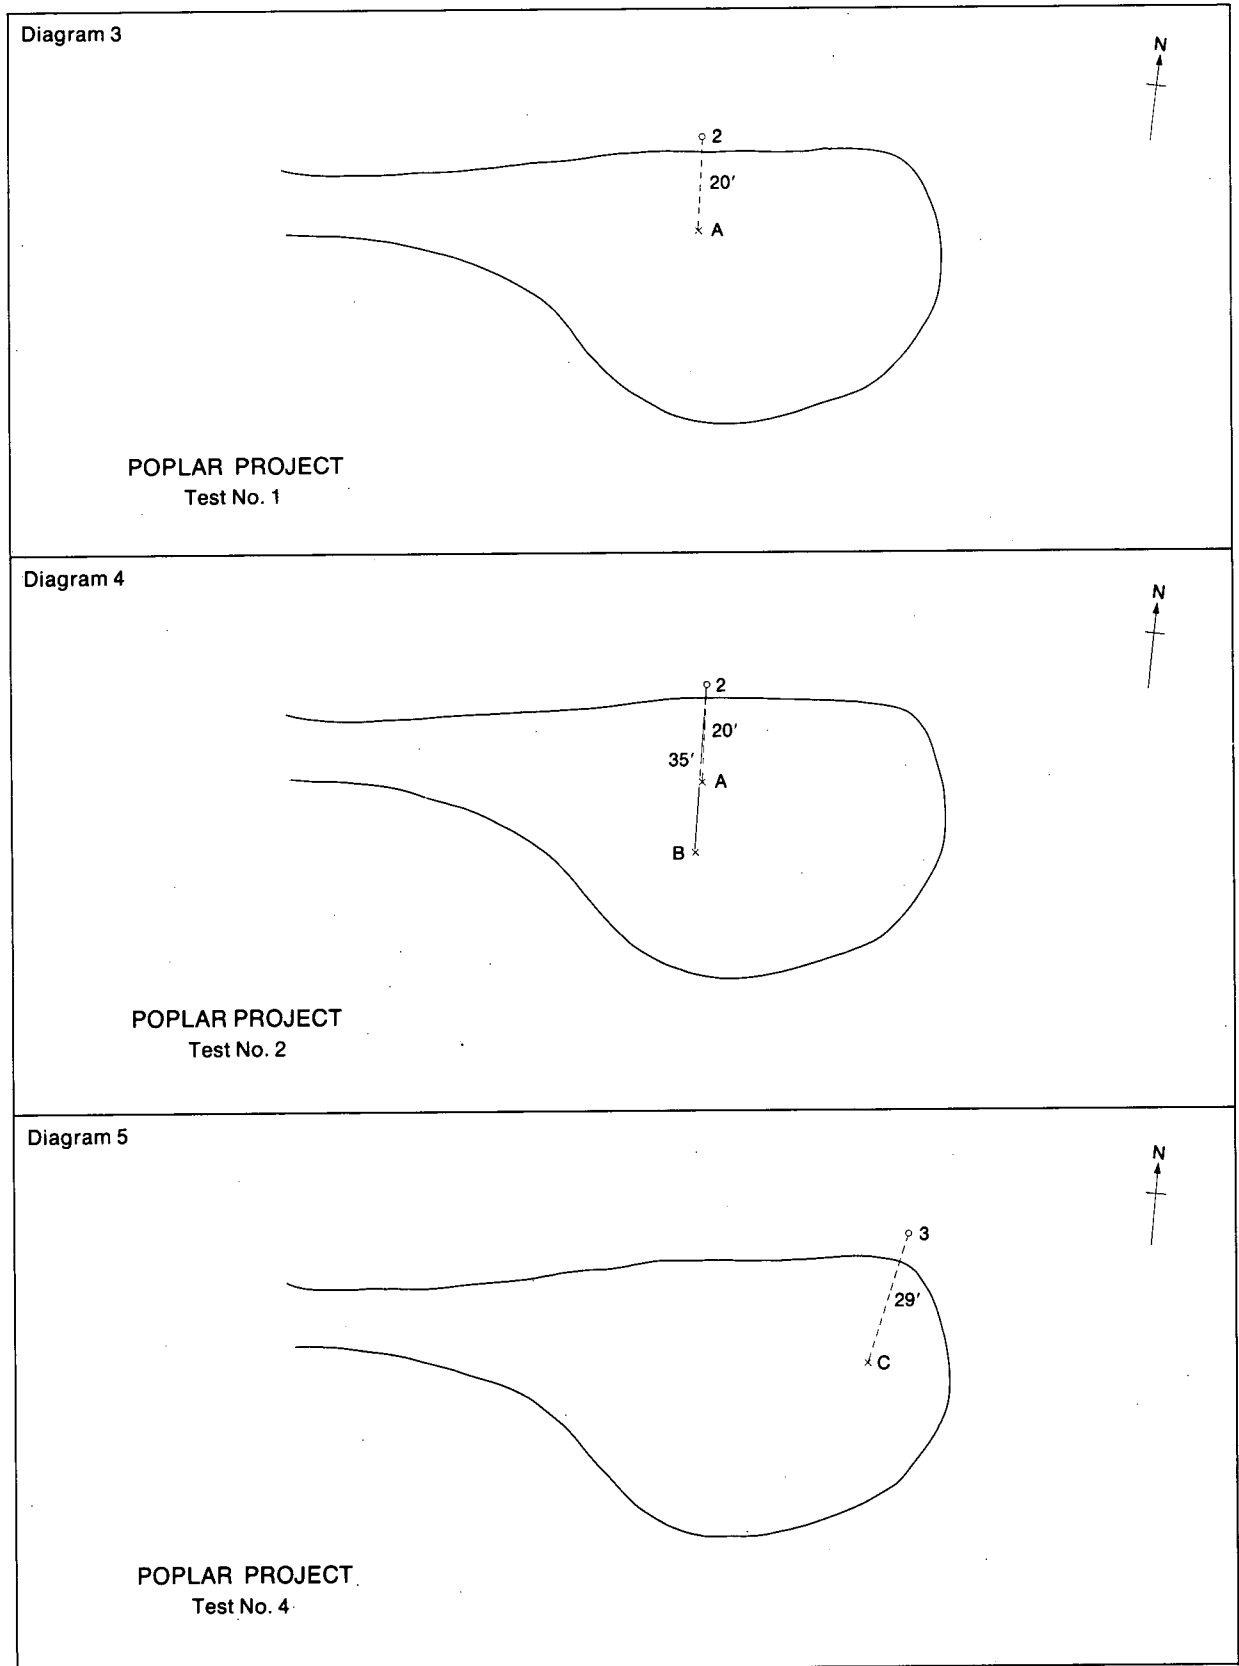 Diagram 3
N
2
20'
A
POPLAR PROJECT
Test No. 1
Diagram 4
N
2
20'
35'
A
B
POPLAR PROJECT
Test No. 2
Diagram 5
N
3
29'
C
POPLAR PROJECT
Test No. 4